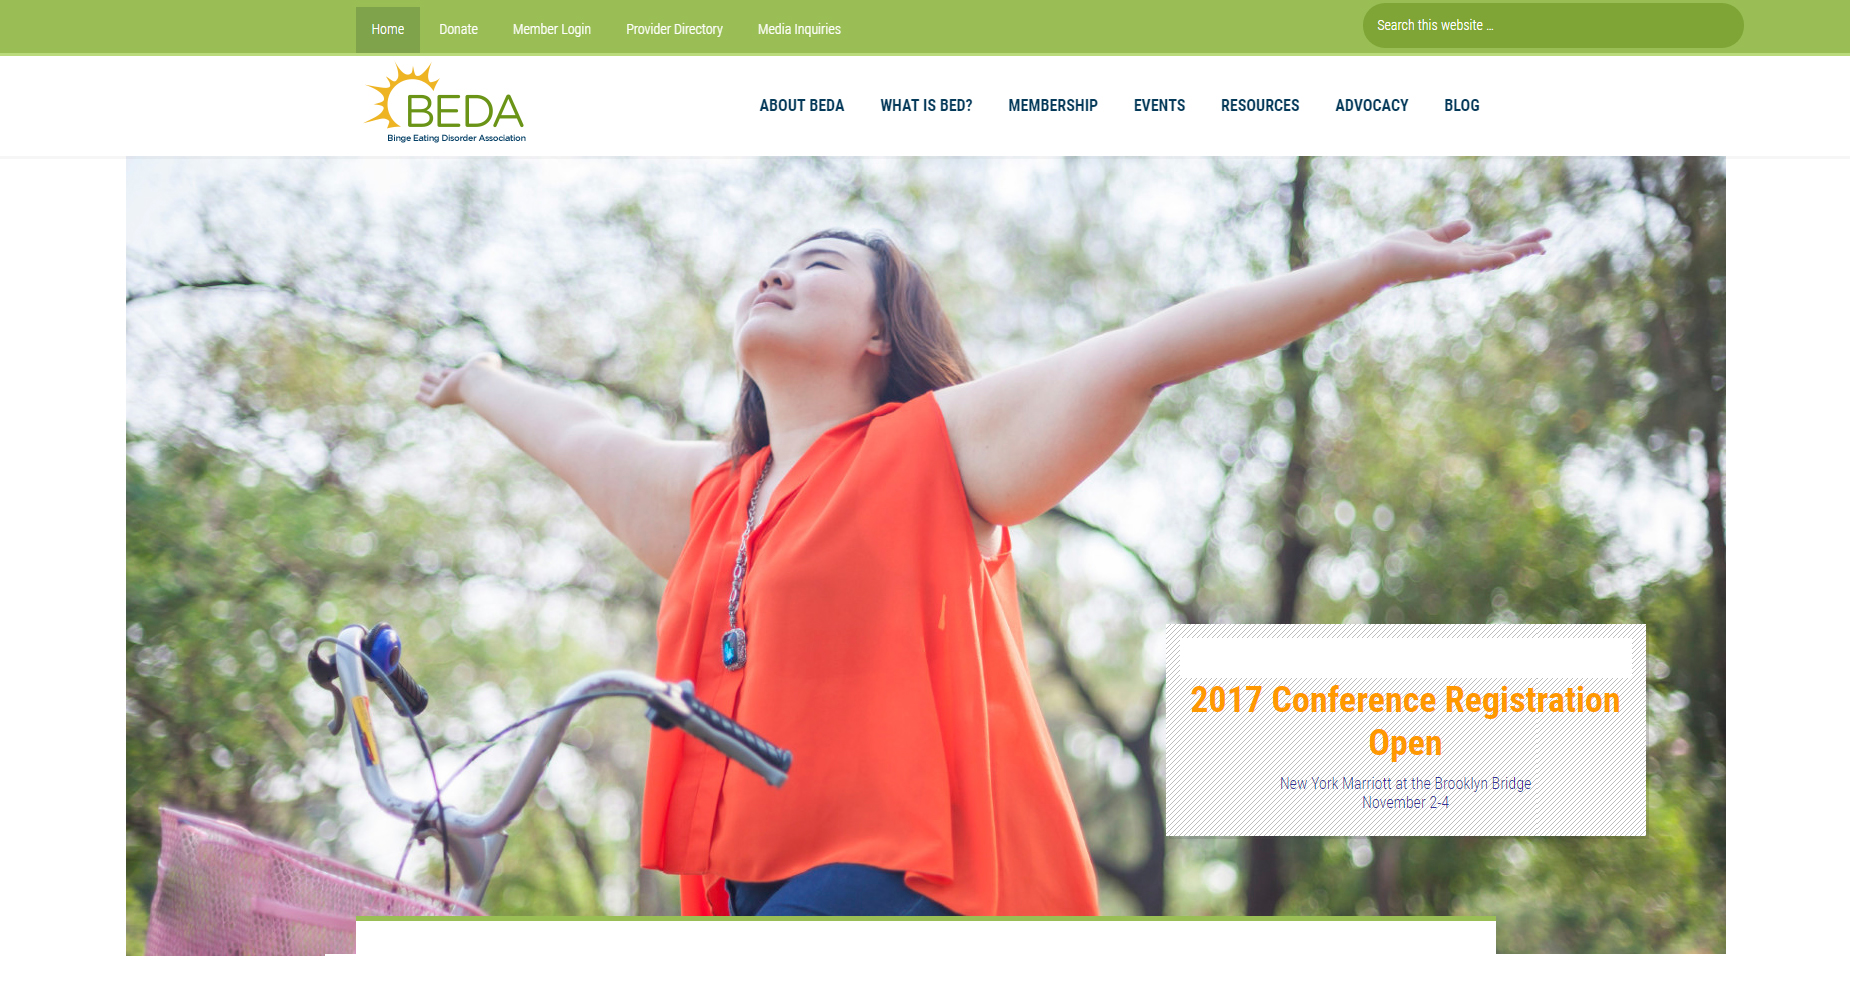 Home Donate Member Login Provider Directory Media Inquiries
Search this website ...
BEDA
Binge Eating Disorder Association
ABOUT BEDA WHAT IS BED? MEMBERSHIP EVENTS RESOURCES ADVOCACY BLOG
2017 Conference Registration
Open
New York Marriott at the Brooklyn Bridge
November 2-4